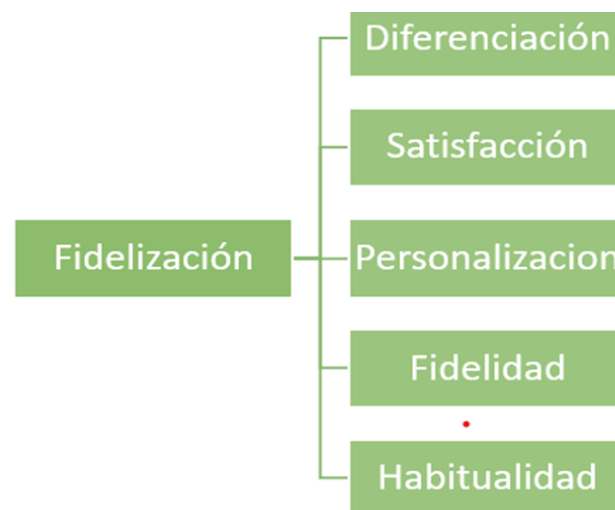 Diferenciación
Satisfacción
Fidelización
Personalizacion
Fidelidad
Habitualidad